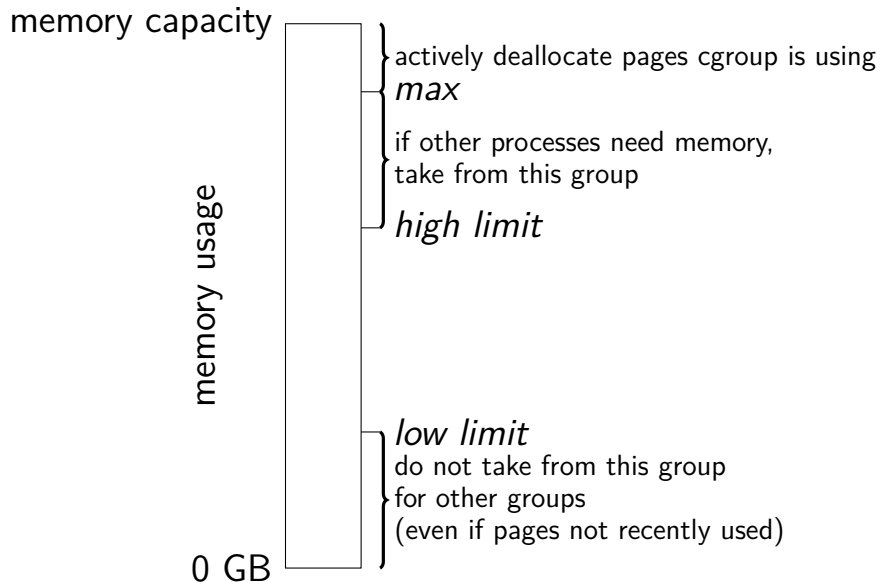 memory capacity
actively deallocate pages cgroup is using
max
if other processes need memory,
take from this group
high limit
memory usage
low limit
do not take from this group
for other groups
(even if pages not recently used)
0 GB